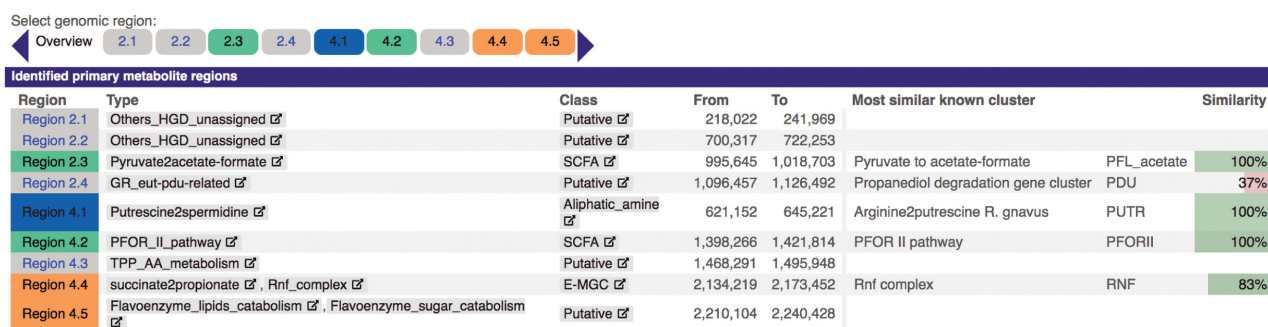 Select genomic region:
Overview 2.1 2.2 2.3 2.4 4.1 4.2 4.3 4.4 4.5
Identified primary metabolite regions
Region Type Class From To Most similar known cluster Similarity
Region 2.1 Others_HGD_unassigned Putative 218,022 241,969
Region 2.2 Others_HGD_unassigned Putative 700,317 722,253
Region 2.3 Pyruvate2acetate-formate SCFA 995,645 1,018,703 Pyruvate to acetate-formate PFL_acetate 100%
Region 2.4 GR_eut-pdu-related Putative 1,096,457 1,126,492 Propanediol degradation gene cluster PDU 37%
Region 4.1 Putrescine2spermidine Aliphatic_amine 621,152 645,221 Arginine2putrescine R. gnavus PUTR 100%
Region 4.2 PFOR_II_pathway SCFA 1,398,266 1,421,814 PFOR II pathway PFORII 100%
Region 4.3 TPP_AA_metabolism Putative 1,468,291 1,495,948
Region 4.4 succinate2propionate , Rnf_complex E-MGC 2,134,219 2,173,452 Rnf complex RNF 83%
Region 4.5 Flavoenzyme_lipids_catabolism , Flavoenzyme_sugar_catabolism Putative 2,210,104 2,240,428